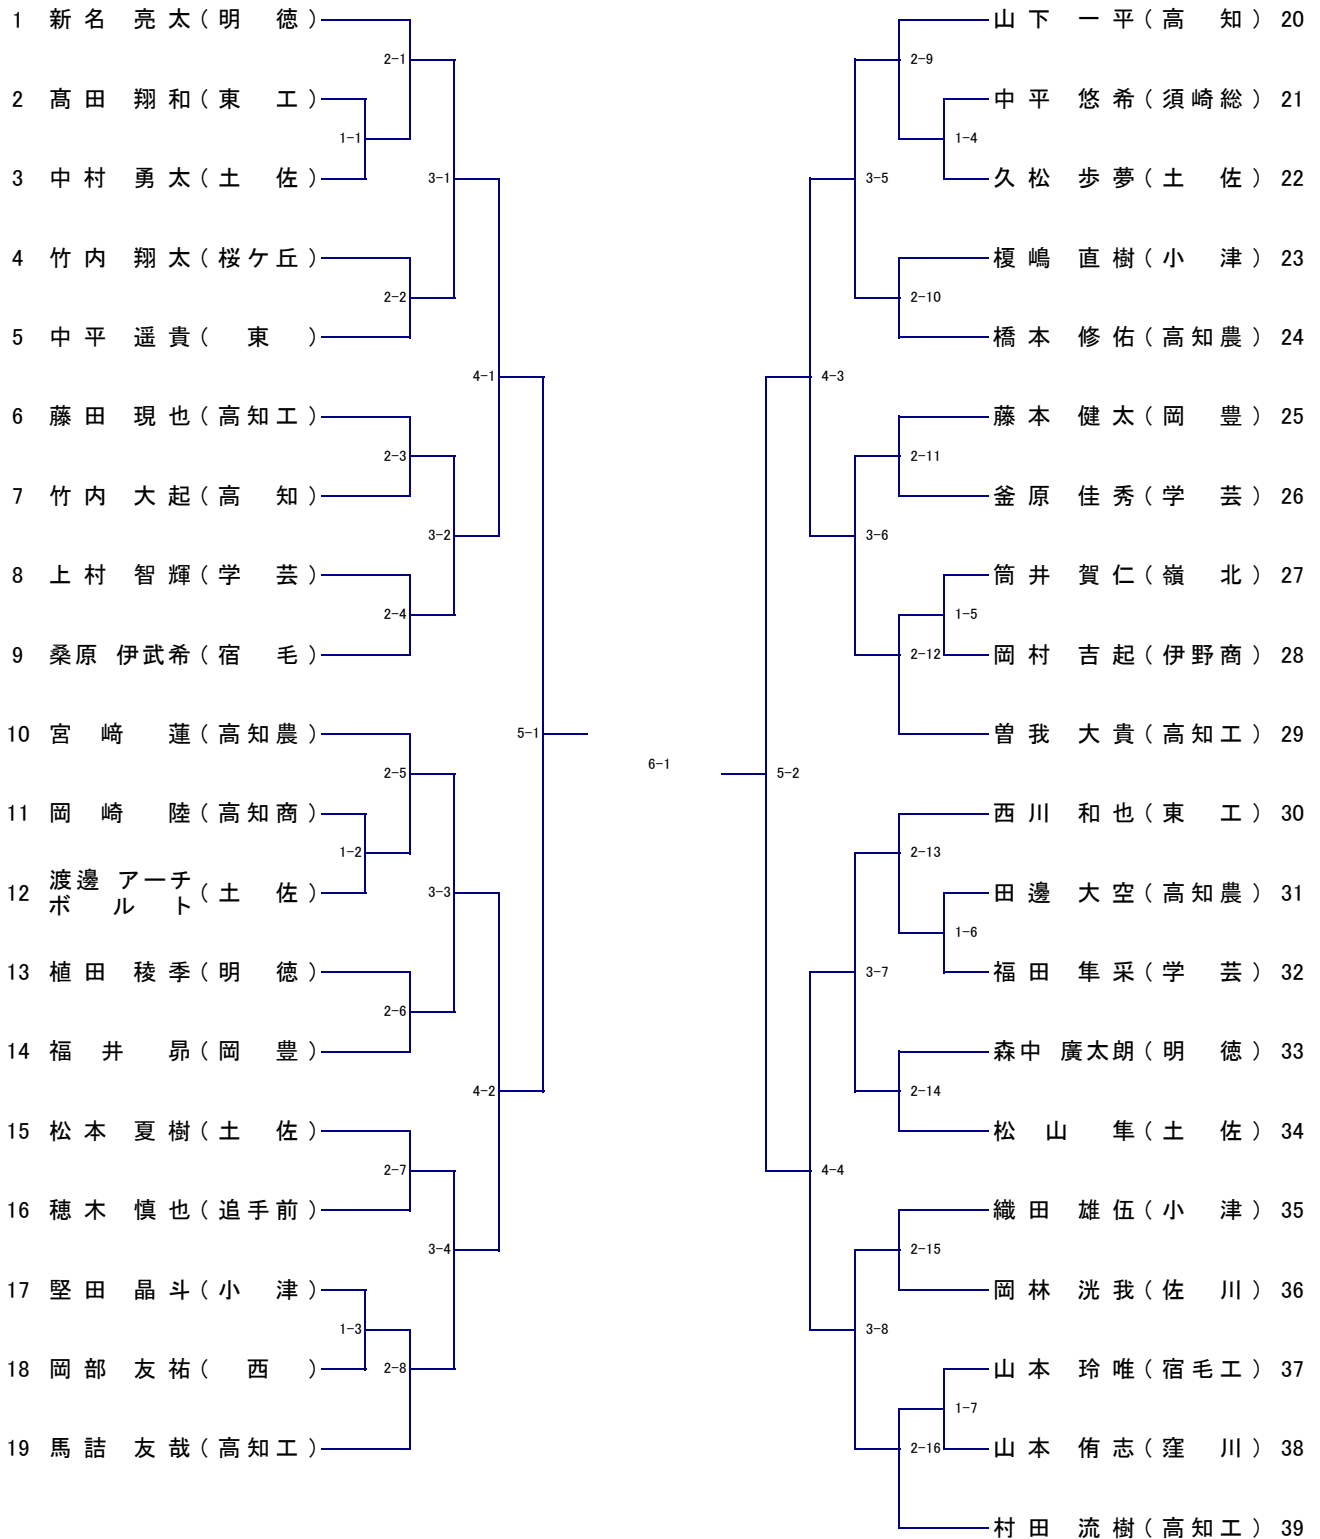 1 新名 亮太（明 徳）
2-1
2 髙田 翔和（東 工）
1-1
3 中村 勇太（土 佐）
3-1
4 竹内 翔太（桜ケ丘）
2-2
5 中平 遥貴（ 東 ）
4-1
6 藤田 現也（高知工）
2-3
7 竹内 大起（高 知）
3-2
8 上村 智輝（学 芸）
2-4
9 桑原 伊武希（宿 毛）
10 宮﨑 蓮（高知農）
5-1
2-5
11 岡崎 陸（高知商）
1-2
12 渡邊 アーチボルト（土 佐）
3-3
13 植田 稜季（明 徳）
2-6
14 福井 昴（岡 豊）
4-2
15 松本 夏樹（土 佐）
2-7
16 穂木 慎也（追手前）
3-4
17 堅田 晶斗（小 津）
1-3
18 岡部 友祐（ 西 ）
2-8
19 馬詰 友哉（高知工）
6-1
山下 一平（高 知） 20
2-9
中平 悠希（須崎総） 21
1-4
久松 歩夢（土 佐） 22
3-5
榎嶋 直樹（小 津） 23
2-10
橋本 修佑（高知農） 24
4-3
藤本 健太（岡 豊） 25
2-11
釜原 佳秀（学 芸） 26
3-6
筒井 賀仁（嶺 北） 27
1-5
岡村 吉起（伊野商） 28
2-12
曽我 大貴（高知工） 29
5-2
西川 和也（東 工） 30
2-13
田邊 大空（高知農） 31
1-6
福田 隼采（学 芸） 32
3-7
森中 廣太朗（明 徳） 33
2-14
松山 隼（土 佐） 34
4-4
織田 雄伍（小 津） 35
2-15
岡林 洸我（佐 川） 36
3-8
山本 玲唯（宿毛工） 37
1-7
山本 侑志（窪 川） 38
2-16
村田 流樹（高知工） 39